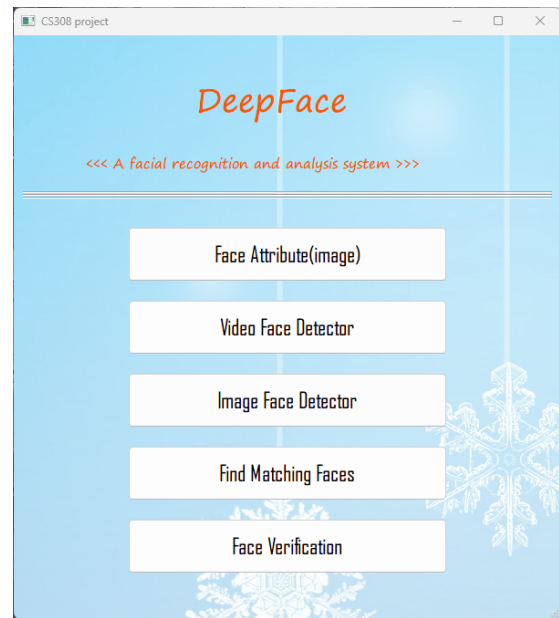 CS308 project
DeepFace
<<< A facial recognition and analysis system >>>
Face Attribute(image)
Video Face Detector
Image Face Detector
Find Matching Faces
Face Verification